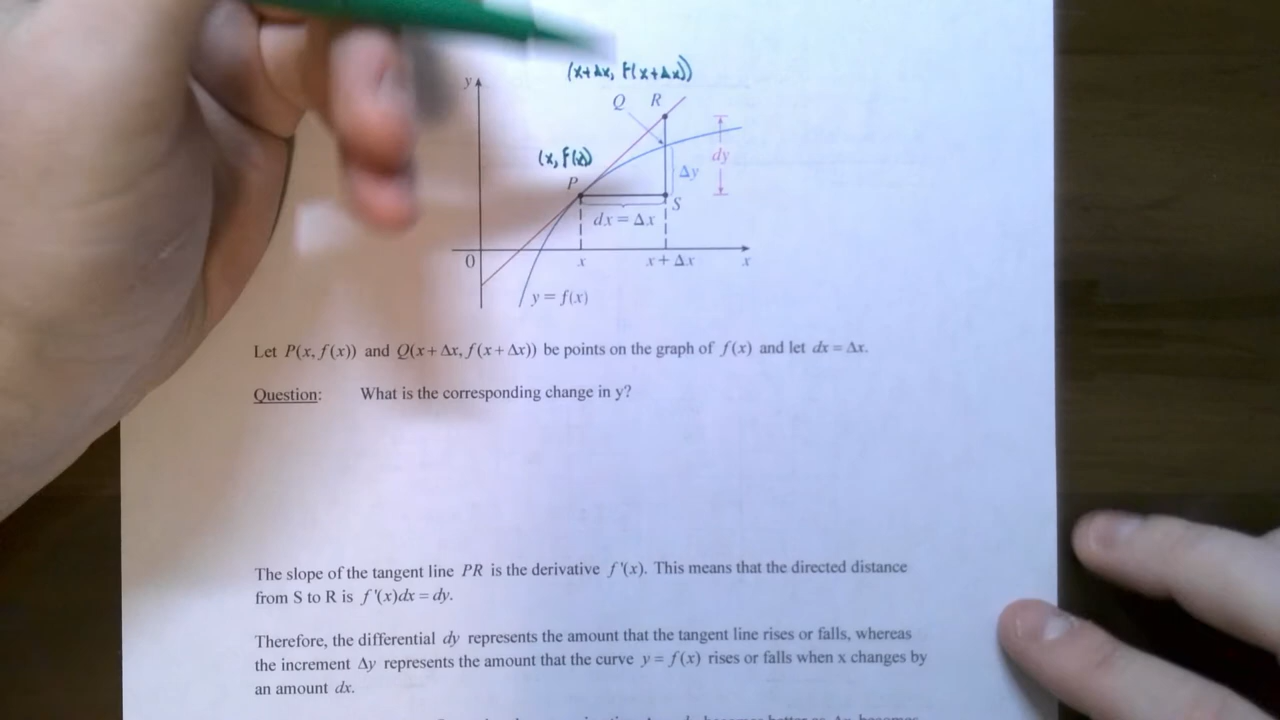 (x+Δx, f(x+Δx))
y
Q R
(x, f(x))
dy
P
Δy
S
dx = Δx
0 x x + Δx x
y = f(x)
Let P(x, f(x)) and Q(x + Δx, f(x + Δx)) be points on the graph of f(x) and let dx = Δx.
Question: What is the corresponding change in y?
The slope of the tangent line PR is the derivative f '(x). This means that the directed distance
from S to R is f '(x)dx = dy.
Therefore, the differential dy represents the amount that the tangent line rises or falls, whereas
the increment Δy represents the amount that the curve y = f(x) rises or falls when x changes by
an amount dx.